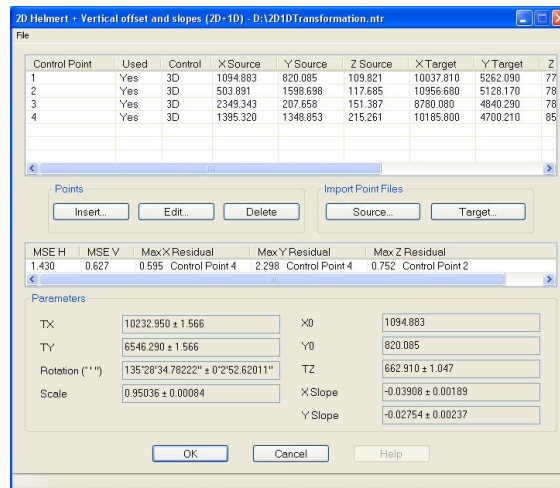 2D Helmert + Vertical offset and slopes (2D+1D) - D:\2D1DTransformation.ntr
File
Control Point Used Control X Source Y Source Z Source X Target Y Target Z
1 Yes 3D 1094.883 820.085 109.821 10037.810 5262.090 77
2 Yes 3D 503.891 1598.698 117.685 10956.680 5128.170 78
3 Yes 3D 2349.343 207.658 151.387 8780.080 4840.290 78
4 Yes 3D 1395.320 1348.853 215.261 10185.800 4700.210 85
Points
Import Point Files
Insert... Edit... Delete Source... Target...
MSE H MSE V Max X Residual Max Y Residual Max Z Residual
1.430 0.627 0.595 Control Point 4 2.298 Control Point 4 0.752 Control Point 2
Parameters
TX 10232.950 ± 1.566 X0 1094.883
TY 6546.290 ± 1.566 Y0 820.085
Rotation (° ' '') 135°28'34.78222" ± 0°2'52.62011" TZ 662.910 ± 1.047
Scale 0.95036 ± 0.00084 X Slope -0.03908 ± 0.00189
Y Slope -0.02754 ± 0.00237
OK Cancel Help